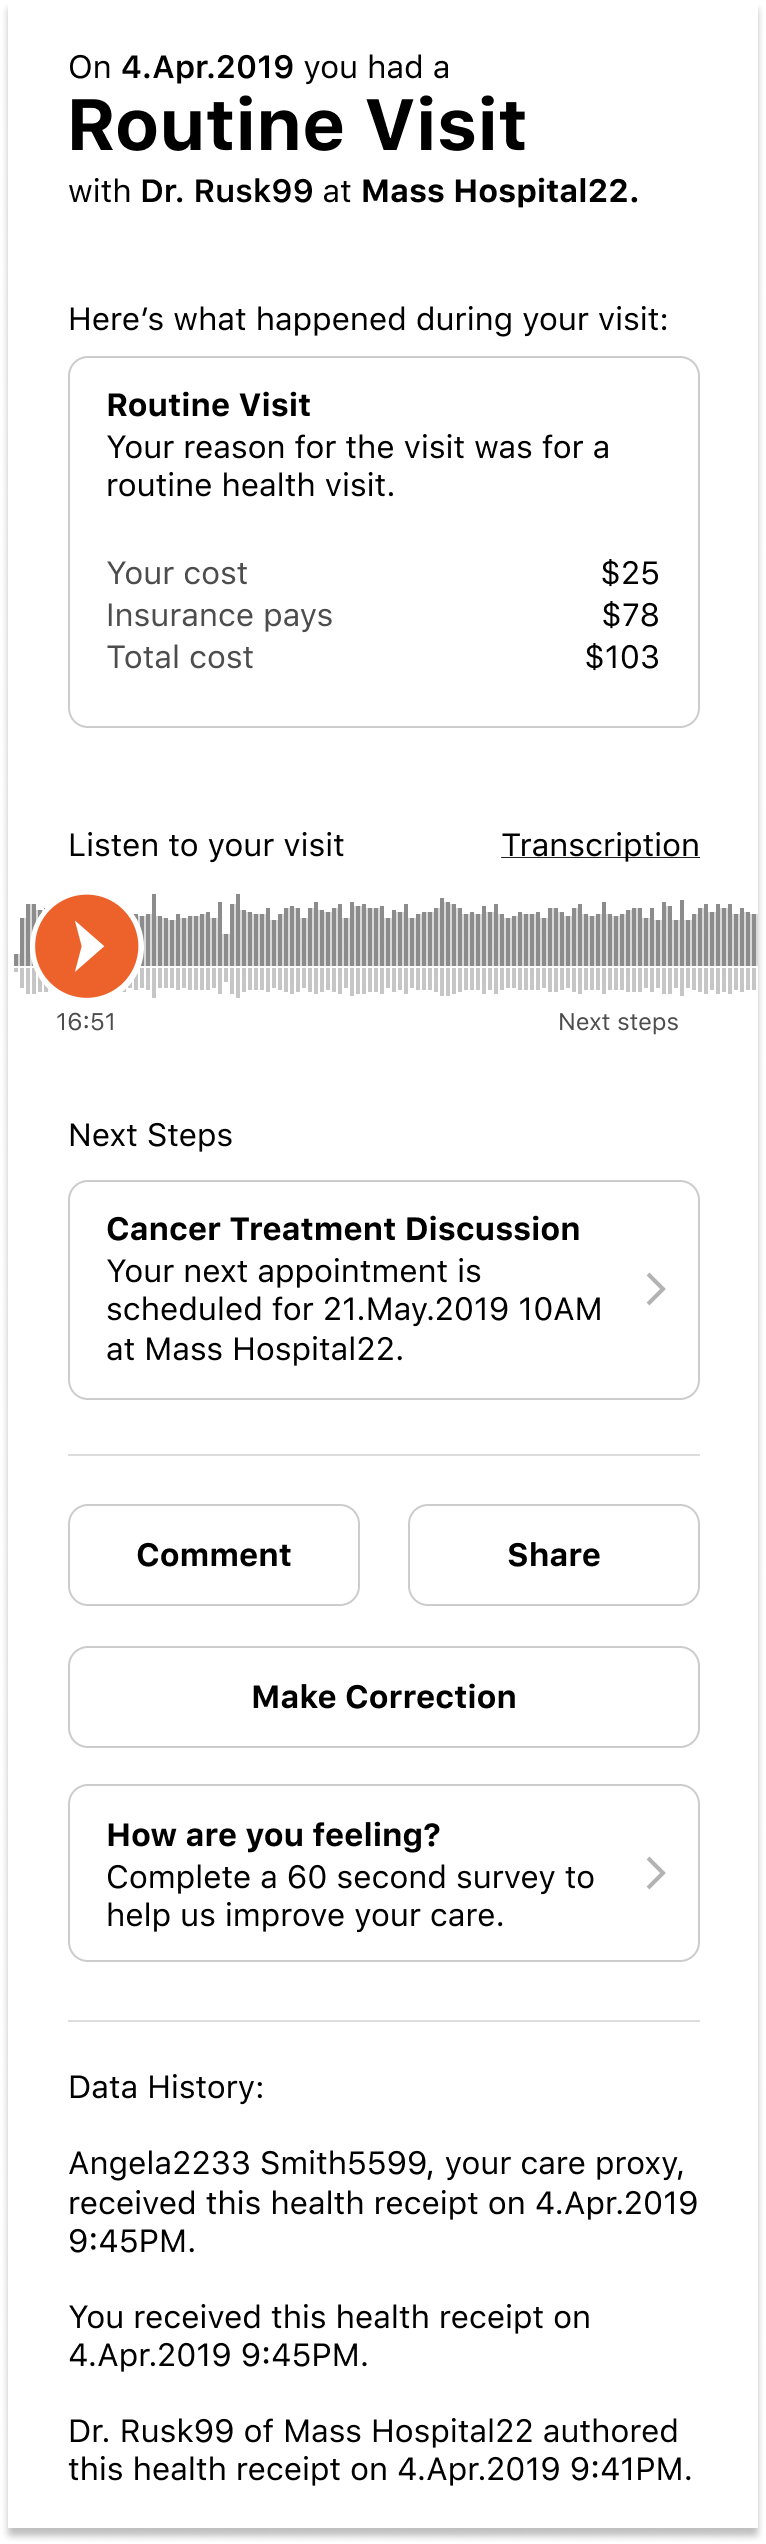 On 4.Apr.2019 you had a
Routine Visit
with Dr. Rusk99 at Mass Hospital22.
Here’s what happened during your visit:
Routine Visit
Your reason for the visit was for a
routine health visit.
Your cost $25
Insurance pays $78
Total cost $103
Listen to your visit Transcription
16:51 Next steps
Next Steps
Cancer Treatment Discussion
Your next appointment is
scheduled for 21.May.2019 10AM
at Mass Hospital22.
Comment Share
Make Correction
How are you feeling?
Complete a 60 second survey to
help us improve your care.
Data History:
Angela2233 Smith5599, your care proxy,
received this health receipt on 4.Apr.2019
9:45PM.
You received this health receipt on
4.Apr.2019 9:45PM.
Dr. Rusk99 of Mass Hospital22 authored
this health receipt on 4.Apr.2019 9:41PM.